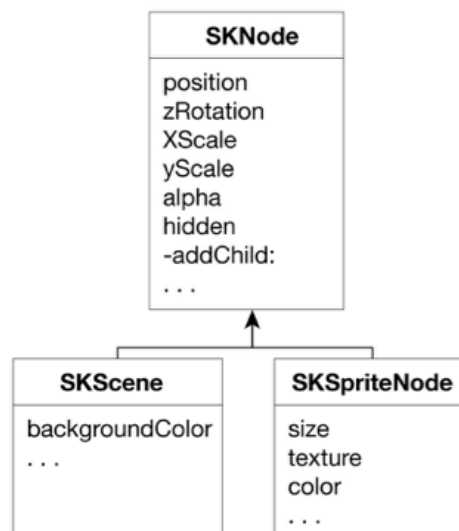 SKNode
position
zRotation
XScale
yScale
alpha
hidden
-addChild:
. . .
SKScene
backgroundColor
. . .
SKSpriteNode
size
texture
color
. . .